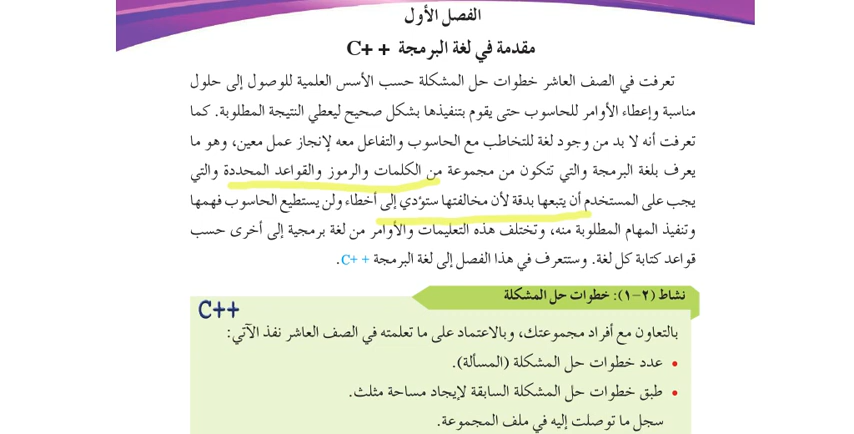 الفصل الأول
مقدمة في لغة البرمجة ++C
تعرفت في الصف العاشر خطوات حل المشكلة حسب الأسس العلمية للوصول إلى حلول
مناسبة وإعطاء الأوامر للحاسوب حتى يقوم بتنفيذها بشكل صحيح ليعطي النتيجة المطلوبة. كما
تعرفت أنه لا بد من وجود لغة للتخاطب مع الحاسوب والتفاعل معه لإنجاز عمل معين، وهو ما
يعرف بلغة البرمجة والتي تتكون من مجموعة من الكلمات والرموز والقواعد المحددة والتي
يجب على المستخدم أن يتبعها بدقة لأن مخالفتها ستؤدي إلى أخطاء ولن يستطيع الحاسوب فهمها
وتنفيذ المهام المطلوبة منه، وتختلف هذه التعليمات والأوامر من لغة برمجية إلى أخرى حسب
قواعد كتابة كل لغة. وستتعرف في هذا الفصل إلى لغة البرمجة ++C.
نشاط (٢-١): خطوات حل المشكلة
C++
بالتعاون مع أفراد مجموعتك، وبالاعتماد على ما تعلمته في الصف العاشر نفذ الآتي:
• عدد خطوات حل المشكلة (المسألة).
• طبق خطوات حل المشكلة السابقة لإيجاد مساحة مثلث.
سجل ما توصلت إليه في ملف المجموعة.